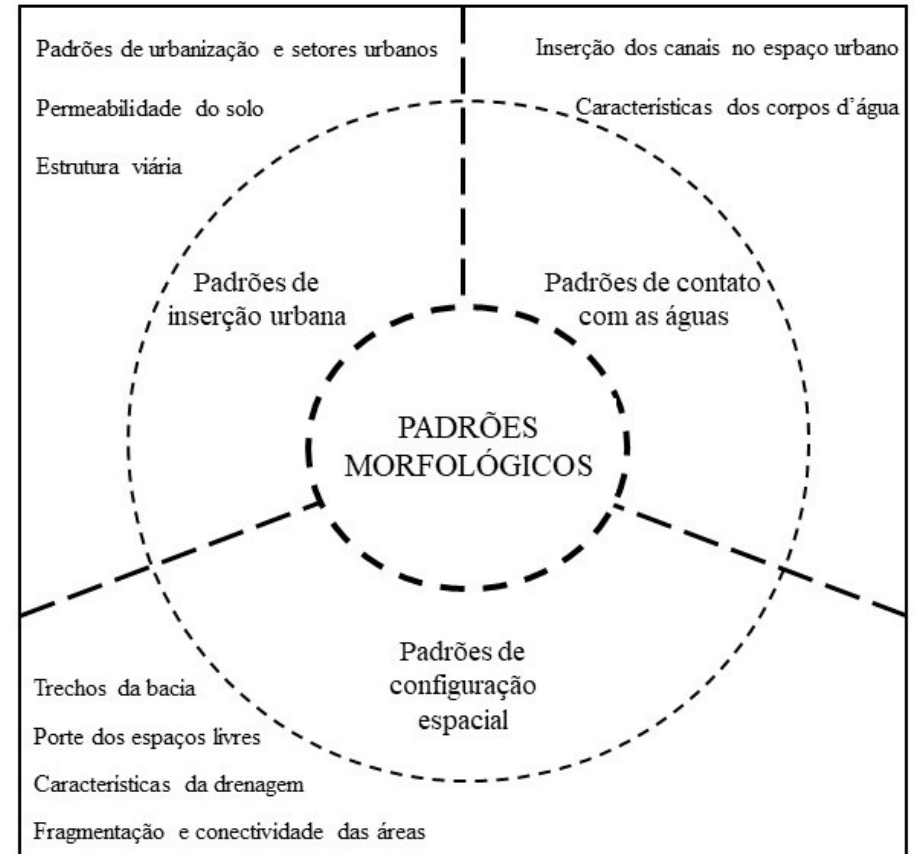 Padrões de urbanização e setores urbanos
Permeabilidade do solo
Estrutura viária
Inserção dos canais no espaço urbano
Características dos corpos d'água
Padrões de
inserção urbana
Padrões de contato
com as águas
PADRÕES
MORFOLÓGICOS
Padrões de
configuração
espacial
Trechos da bacia
Porte dos espaços livres
Características da drenagem
Fragmentação e conectividade das áreas